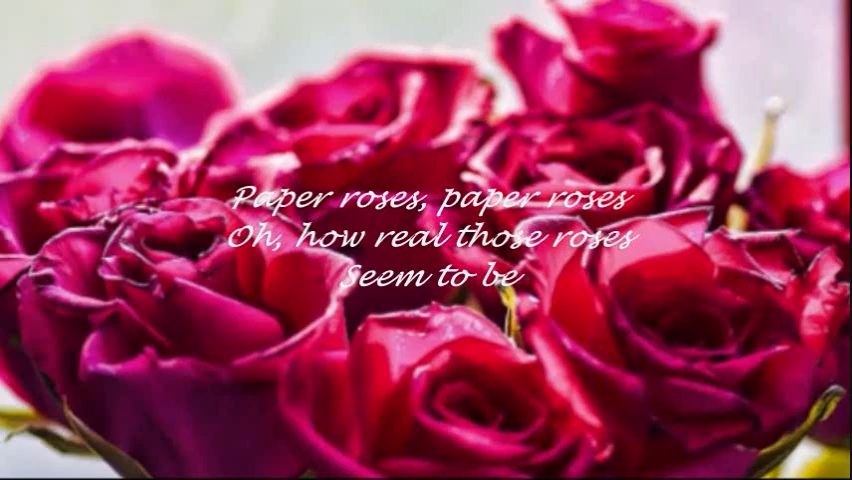 Paper roses, paper roses
Oh, how real those roses
Seem to be